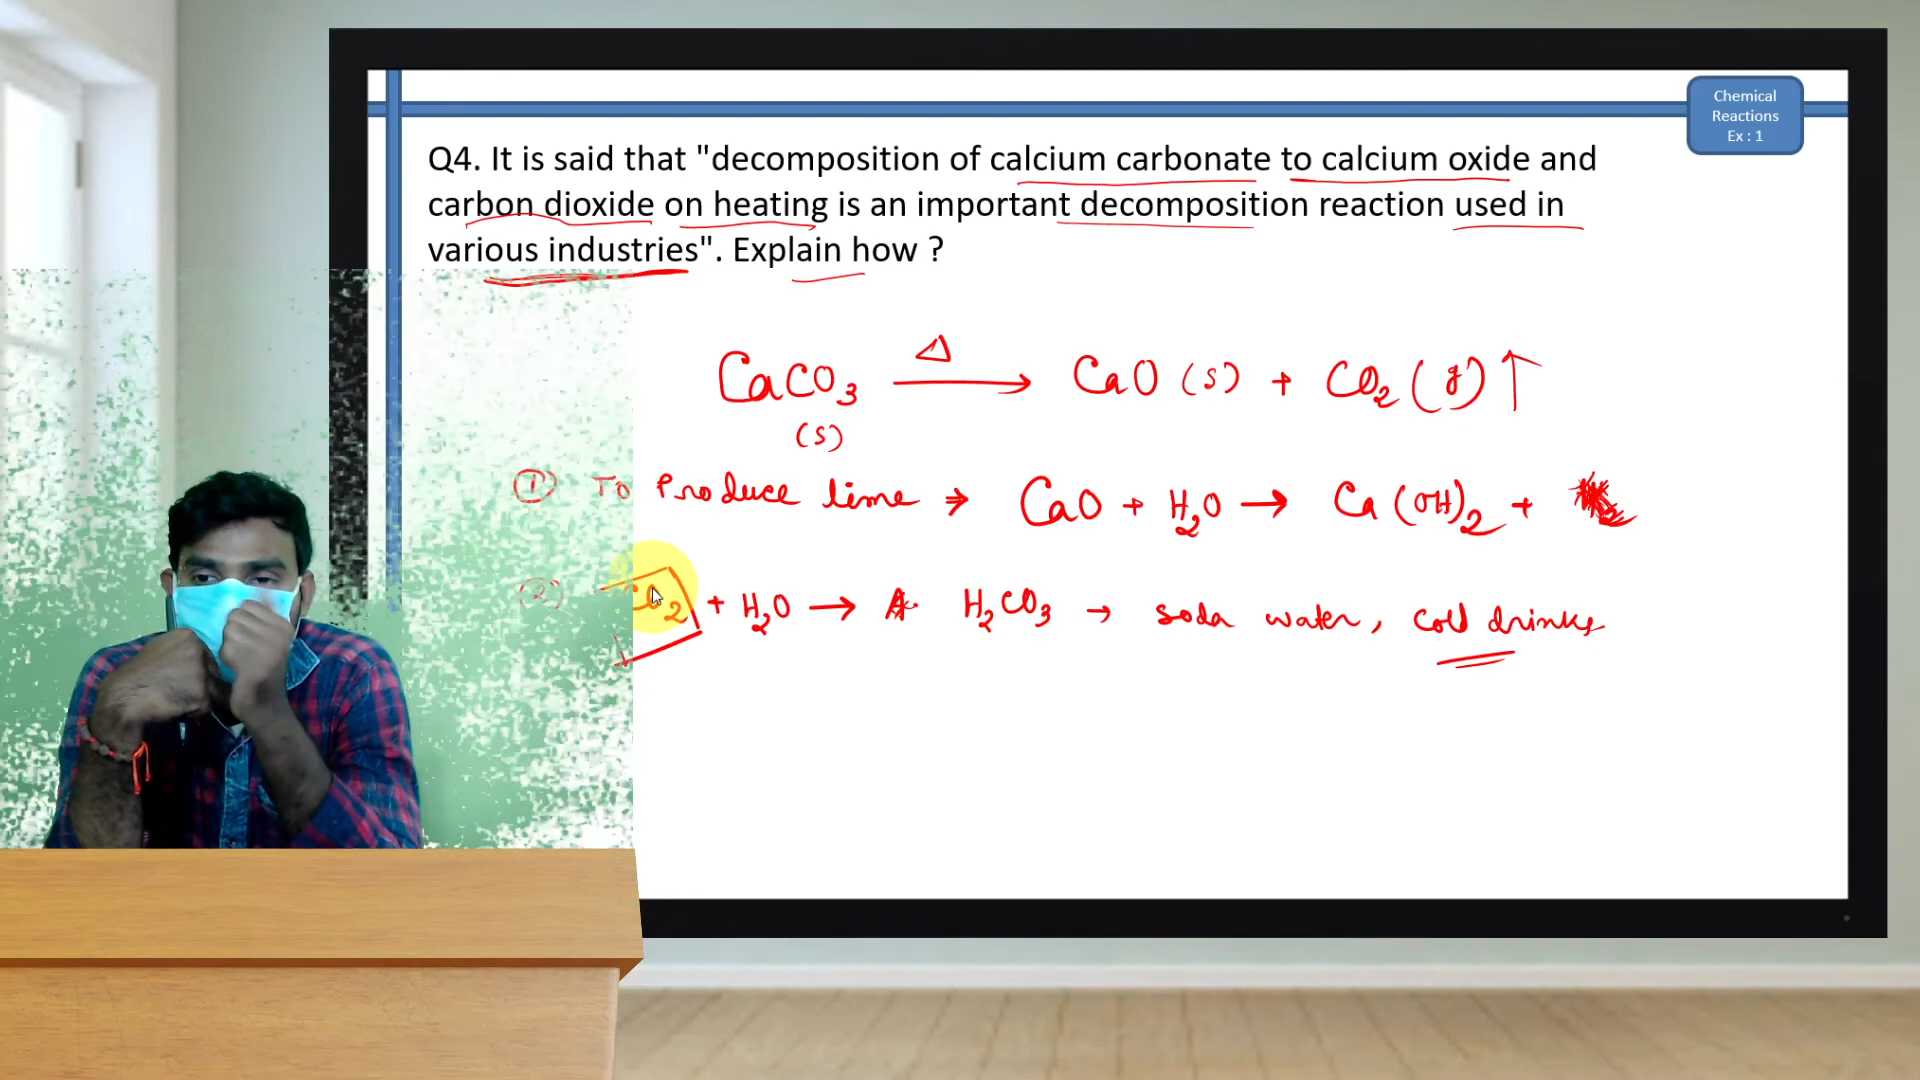 Chemical
Reactions
Ex : 1
Q4. It is said that "decomposition of calcium carbonate to calcium oxide and
carbon dioxide on heating is an important decomposition reaction used in
various industries". Explain how ?
CaCO₃ (s) —Δ→ CaO (s) + CO₂ (g) ↑
① To Produce lime ⇒ CaO + H₂O → Ca(OH)₂ +
② CO₂ + H₂O → H₂CO₃ → soda water, cold drinks